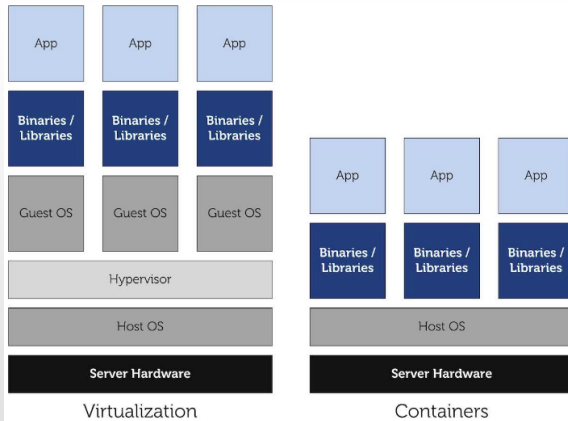 App App App
Binaries / Libraries Binaries / Libraries Binaries / Libraries
Guest OS Guest OS Guest OS
Hypervisor
Host OS
Server Hardware
Virtualization
App App App
Binaries / Libraries Binaries / Libraries Binaries / Libraries
Host OS
Server Hardware
Containers